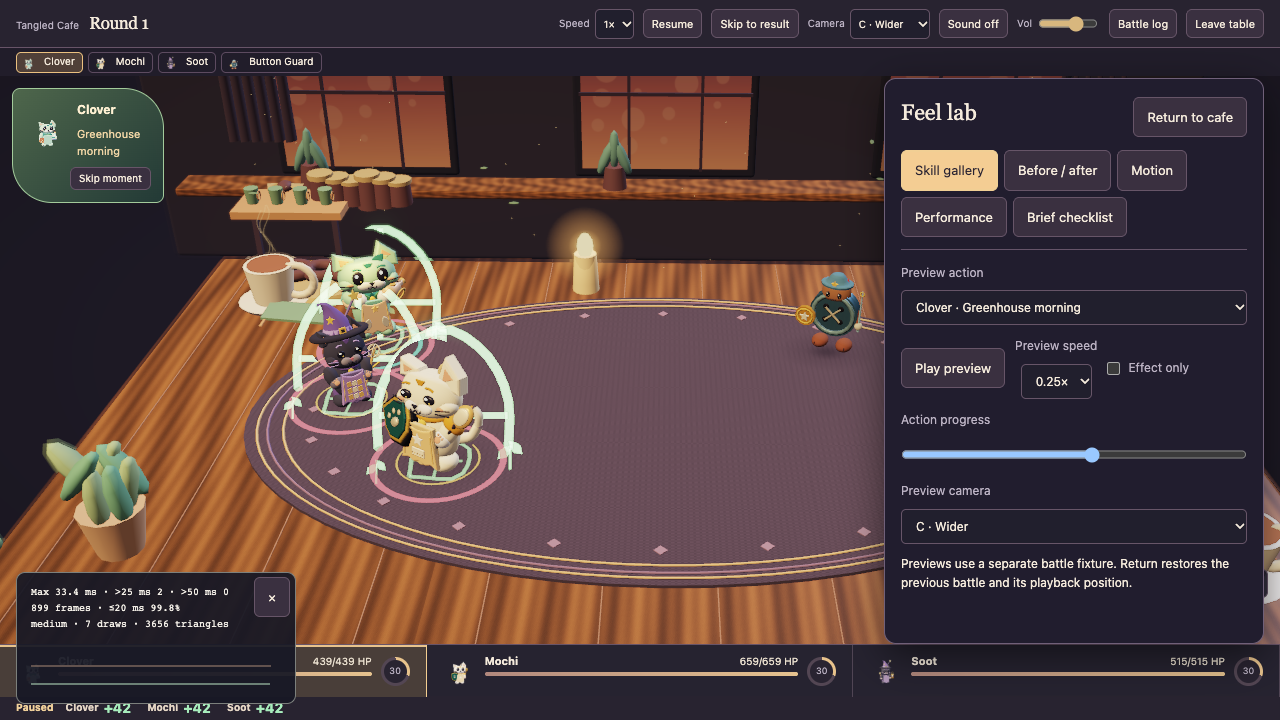 Tangled Cafe Round 1 Speed 1x Resume Skip to result Camera C · Wider Sound off Vol Battle log Leave table
Clover Mochi Soot Button Guard
Clover
Greenhouse
morning
Skip moment
Feel lab
Return to cafe
Skill gallery Before / after Motion
Performance Brief checklist
Preview action
Clover · Greenhouse morning
Play preview
Preview speed
0.25×
Effect only
Action progress
Preview camera
C · Wider
Previews use a separate battle fixture. Return restores the
previous battle and its playback position.
Max 33.4 ms · >25 ms 2 · >50 ms 0
899 frames · ≤20 ms 99.8%
medium · 7 draws · 3656 triangles
×
Clover 439/439 HP 30
Mochi 659/659 HP 30
Soot 515/515 HP 30
Paused Clover +42 Mochi +42 Soot +42